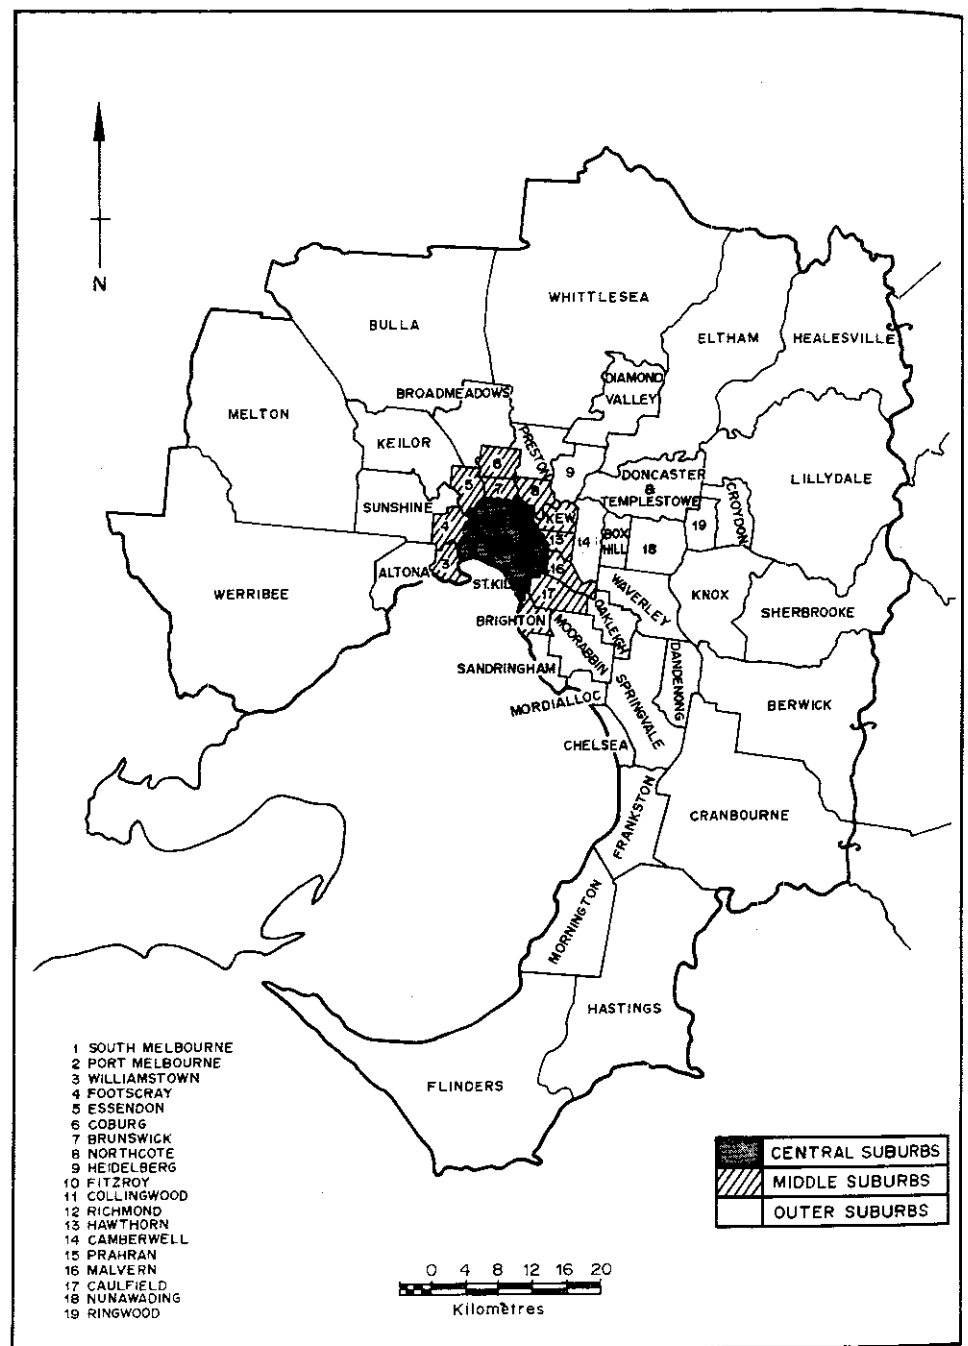 N
WHITTLESEA
BULLA
ELTHAM
HEALESVILLE
DIAMOND
VALLEY
BROADMEADOWS
MELTON
KEILOR
PRESTON
6
9
DONCASTER
&
TEMPLESTOWE
LILLYDALE
CROYDON
5
7
8
SUNSHINE
4
KEW
13
14
BOX
HILL
18
19
3
ALTONA
16
ST.KIL
17
WERRIBEE
WAVERLEY
KNOX
SHERBROOKE
OAKLEIGH
BRIGHTON
MOORABBIN
SANDRINGHAM
DANDENONG
SPRINGVALE
MORDIALLOC
BERWICK
CHELSEA
FRANKSTON
CRANBOURNE
MORNINGTON
HASTINGS
FLINDERS
1 SOUTH MELBOURNE
2 PORT MELBOURNE
3 WILLIAMSTOWN
4 FOOTSCRAY
5 ESSENDON
6 COBURG
7 BRUNSWICK
8 NORTHCOTE
9 HEIDELBERG
10 FITZROY
11 COLLINGWOOD
12 RICHMOND
13 HAWTHORN
14 CAMBERWELL
15 PRAHRAN
16 MALVERN
17 CAULFIELD
18 NUNAWADING
19 RINGWOOD
CENTRAL SUBURBS
MIDDLE SUBURBS
OUTER SUBURBS
0 4 8 12 16 20
Kilometres